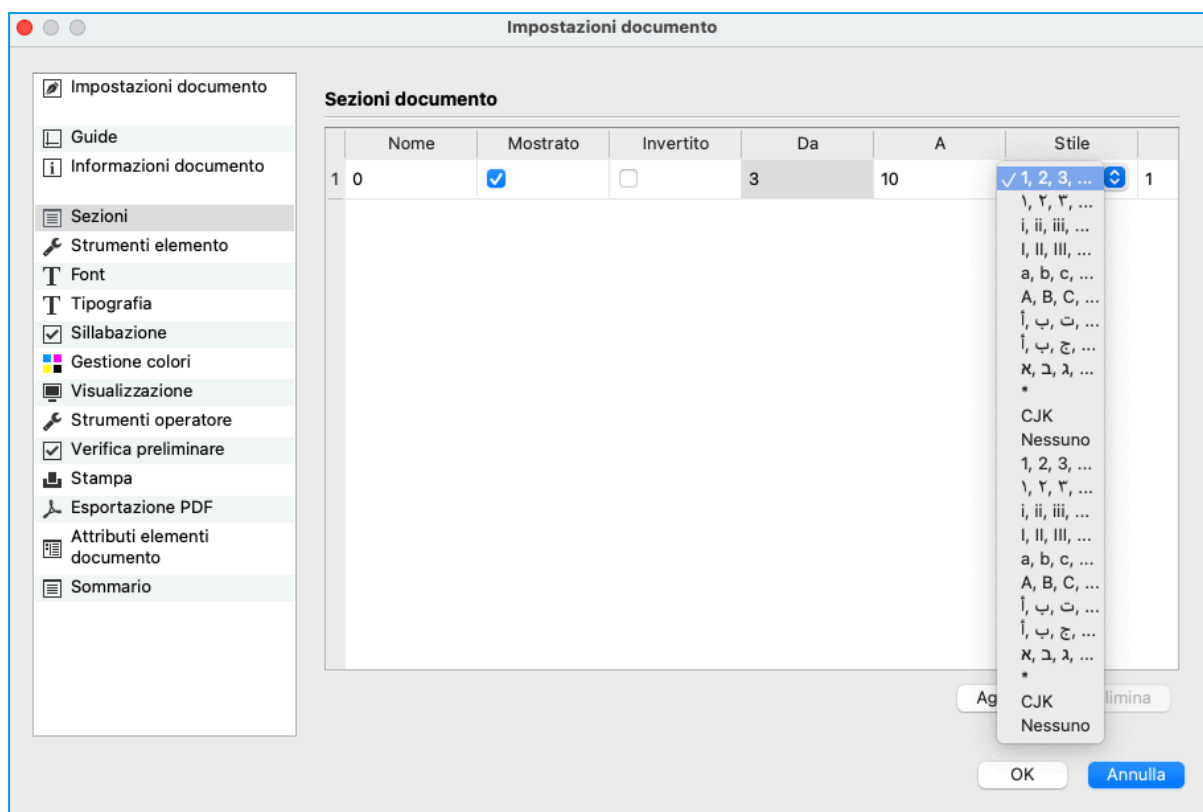 Impostazioni documento
Impostazioni documento
Guide
Informazioni documento
Sezioni
Strumenti elemento
Font
Tipografia
Sillabazione
Gestione colori
Visualizzazione
Strumenti operatore
Verifica preliminare
Stampa
Esportazione PDF
Attributi elementi
documento
Sommario
Sezioni documento
Nome Mostrato Invertito Da A Stile
1 0 3 10 1, 2, 3, ... 1
١, ٢, ٣, ...
i, ii, iii, ...
I, II, III, ...
a, b, c, ...
A, B, C, ...
أ, ب, ت, ...
أ, ب, ج, ...
א, ב, ג, ...
*
CJK
Nessuno
1, 2, 3, ...
١, ٢, ٣, ...
i, ii, iii, ...
I, II, III, ...
a, b, c, ...
A, B, C, ...
أ, ب, ت, ...
أ, ب, ج, ...
א, ב, ג, ...
*
CJK
Nessuno
OK Annulla